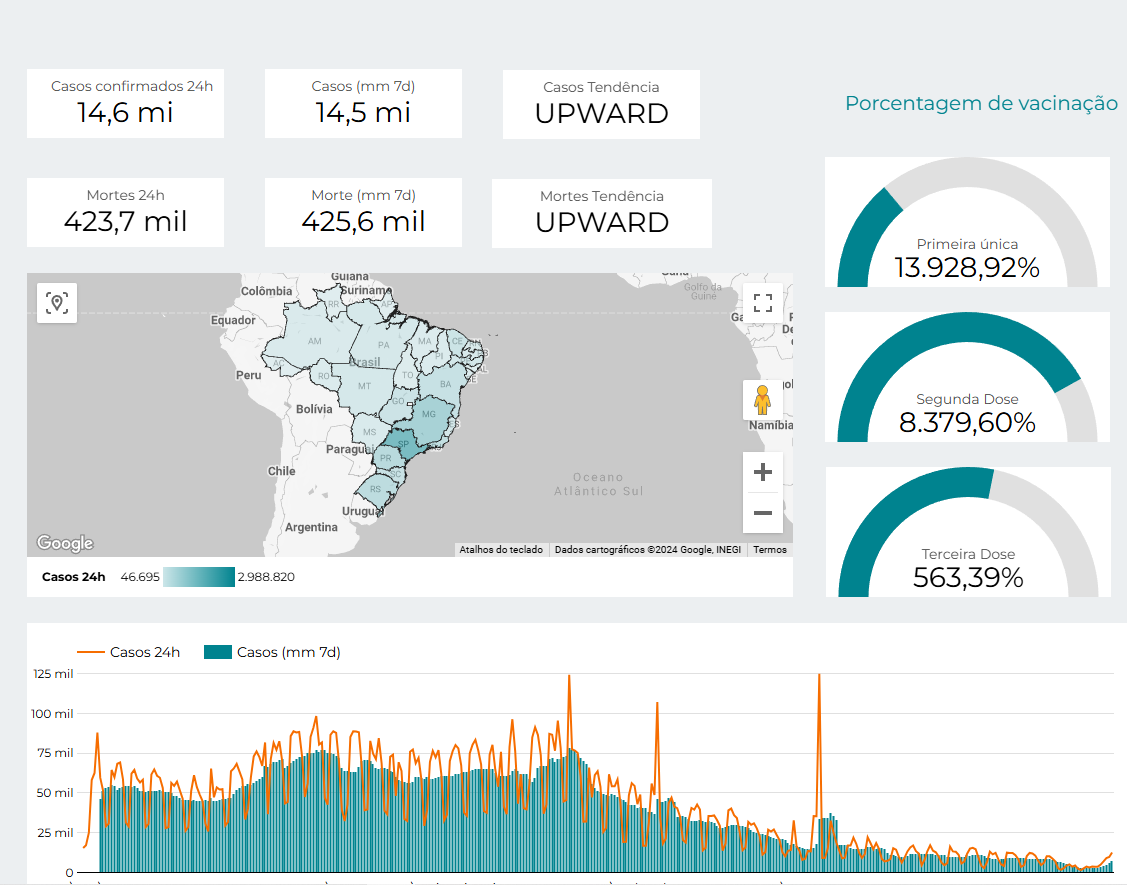 Casos confirmados 24h
14,6 mi
Casos (mm 7d)
14,5 mi
Casos Tendência
UPWARD
Porcentagem de vacinação
Mortes 24h
423,7 mil
Morte (mm 7d)
425,6 mil
Mortes Tendência
UPWARD
Primeira única
13.928,92%
Segunda Dose
8.379,60%
Terceira Dose
563,39%
Guiana
Colômbia
Suriname
Golfo da
Guiné
RR
AP
Equador
AM
PA
MA
CE
Brasil
PI
AC
Peru
RO
TO
MT
BA
Bolívia
GO
MG
Namíbia
MS
SP
Paraguai
PR
Chile
SC
RS
Oceano
Atlântico Sul
Uruguai
Argentina
Google
Atalhos do teclado
Dados cartográficos ©2024 Google, INEGI
Termos
Casos 24h
46.695
2.988.820
Casos 24h
Casos (mm 7d)
125 mil
100 mil
75 mil
50 mil
25 mil
0